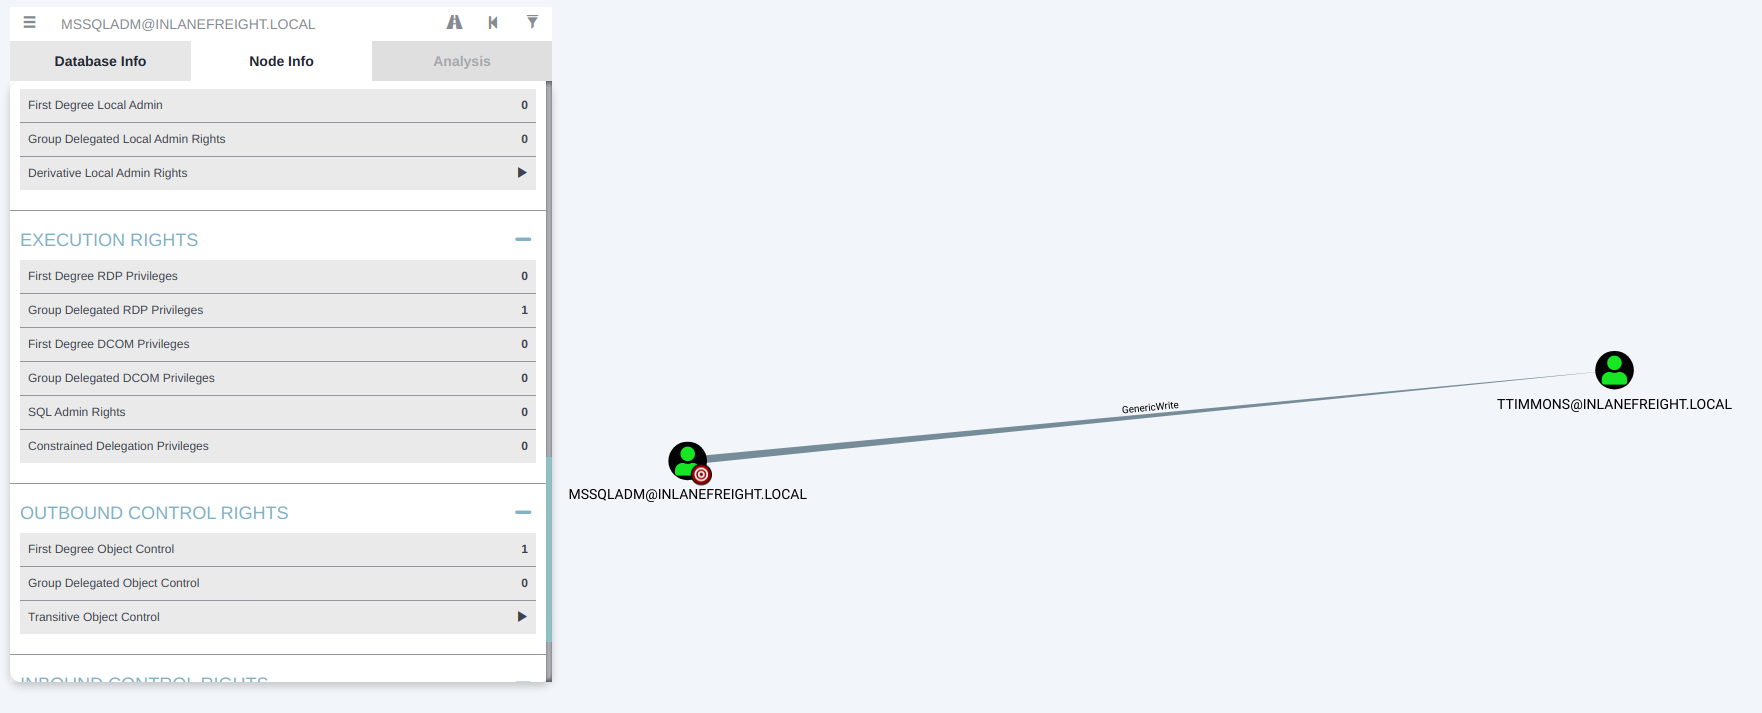 MSSQLADM@INLANEFREIGHT.LOCAL
Database Info
Node Info
Analysis
First Degree Local Admin 0
Group Delegated Local Admin Rights 0
Derivative Local Admin Rights
EXECUTION RIGHTS
First Degree RDP Privileges 0
Group Delegated RDP Privileges 1
First Degree DCOM Privileges 0
Group Delegated DCOM Privileges 0
SQL Admin Rights 0
Constrained Delegation Privileges 0
OUTBOUND CONTROL RIGHTS
First Degree Object Control 1
Group Delegated Object Control 0
Transitive Object Control
INBOUND CONTROL RIGHTS
GenericWrite
TTIMMONS@INLANEFREIGHT.LOCAL
MSSQLADM@INLANEFREIGHT.LOCAL